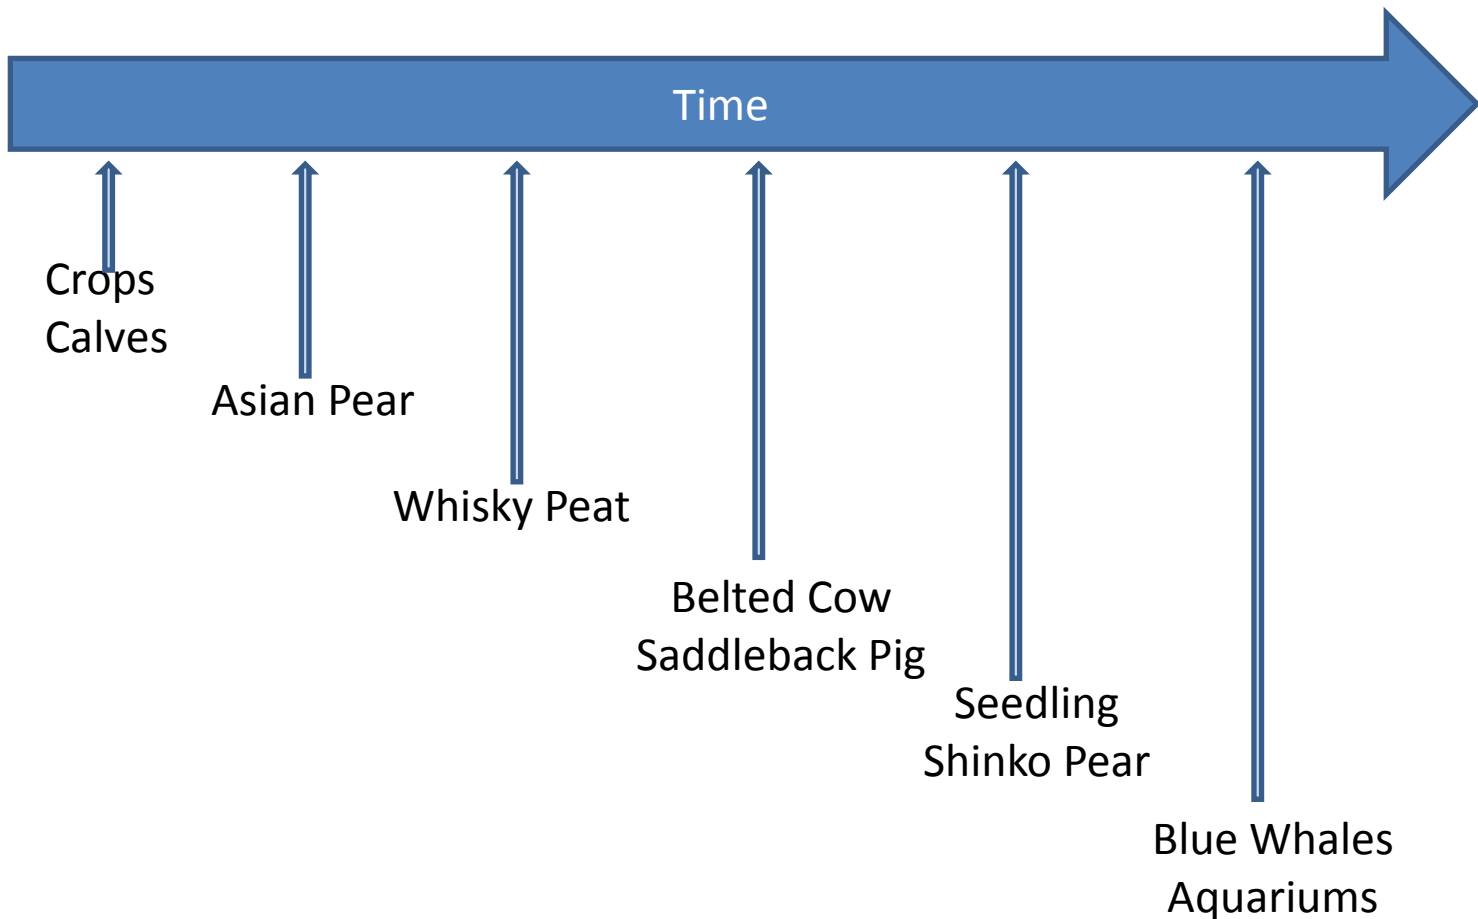 Time
Crops
Calves
Asian Pear
Whisky Peat
Belted Cow
Saddleback Pig
Seedling
Shinko Pear
Blue Whales
Aquariums